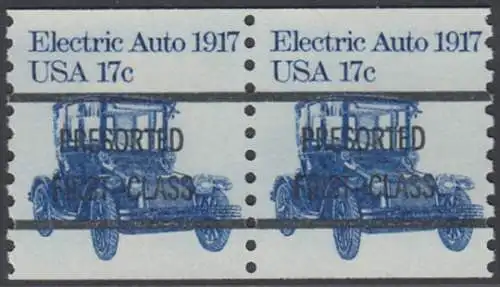 Electric Auto 1917
USA 17c
PRESORTED
FIRST-CLASS
Electric Auto 1917
USA 17c
PRESORTED
FIRST-CLASS